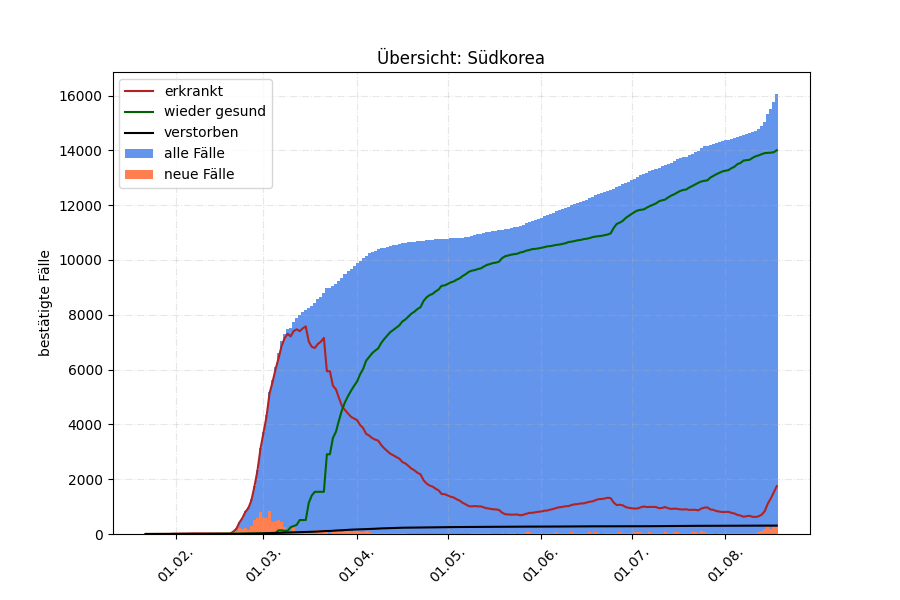 Übersicht: Südkorea
erkrankt
wieder gesund
verstorben
alle Fälle
neue Fälle
bestätigte Fälle
16000
14000
12000
10000
8000
6000
4000
2000
0
01.02.
01.03.
01.04.
01.05.
01.06.
01.07.
01.08.